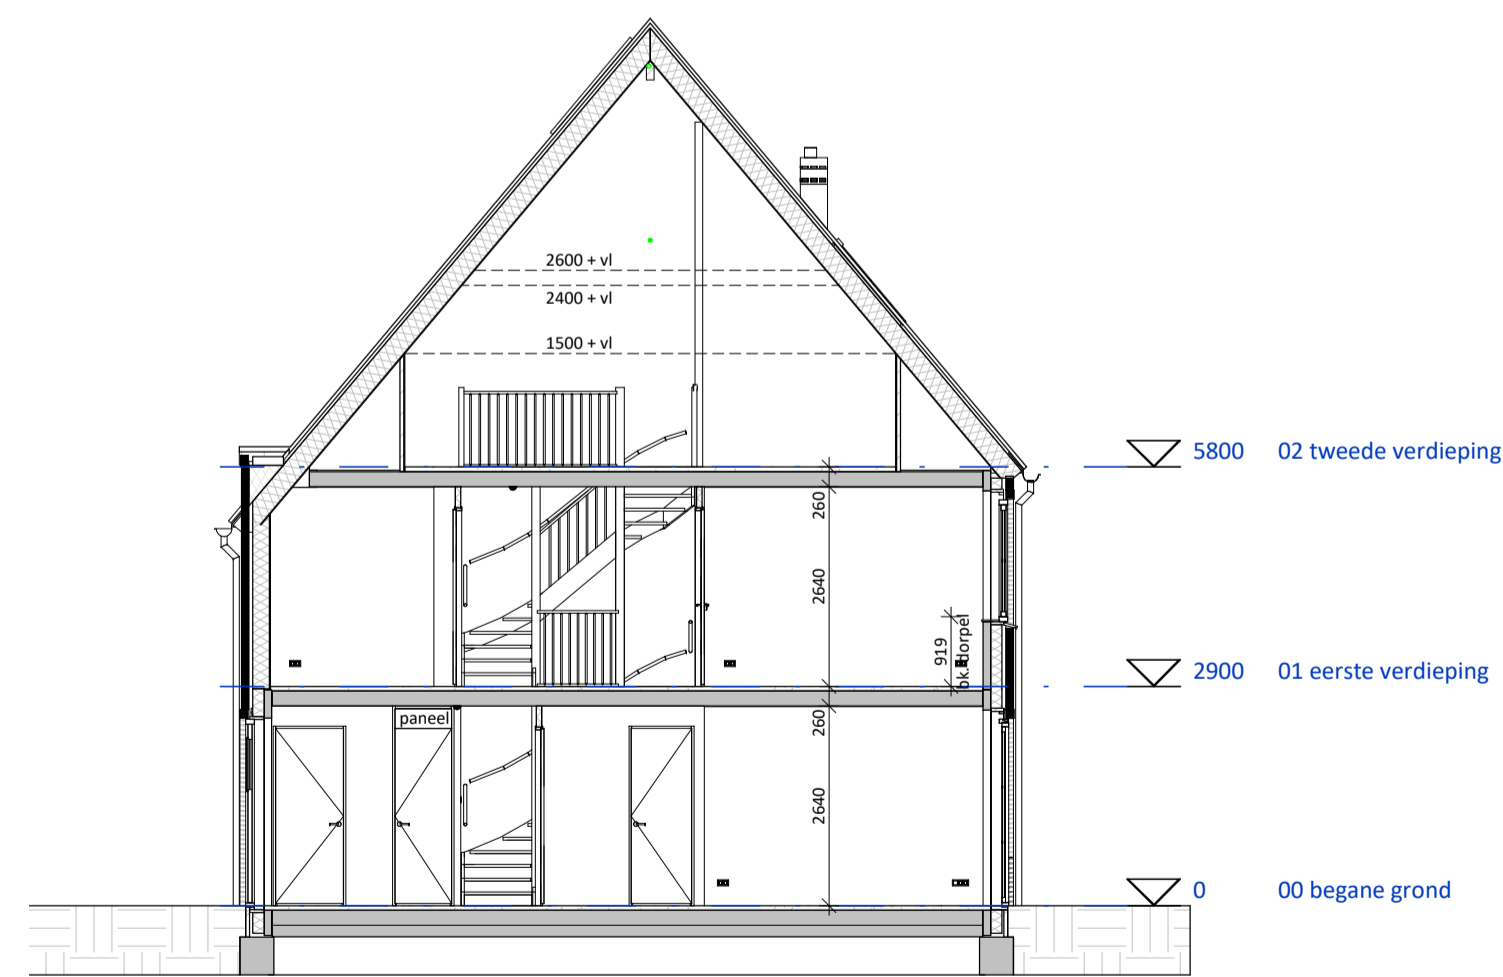 2600 + vl
2400 + vl
1500 + vl
5800 02 tweede verdieping
260
2640
919
bk. dorpel
2900 01 eerste verdieping
paneel
260
2640
0 00 begane grond